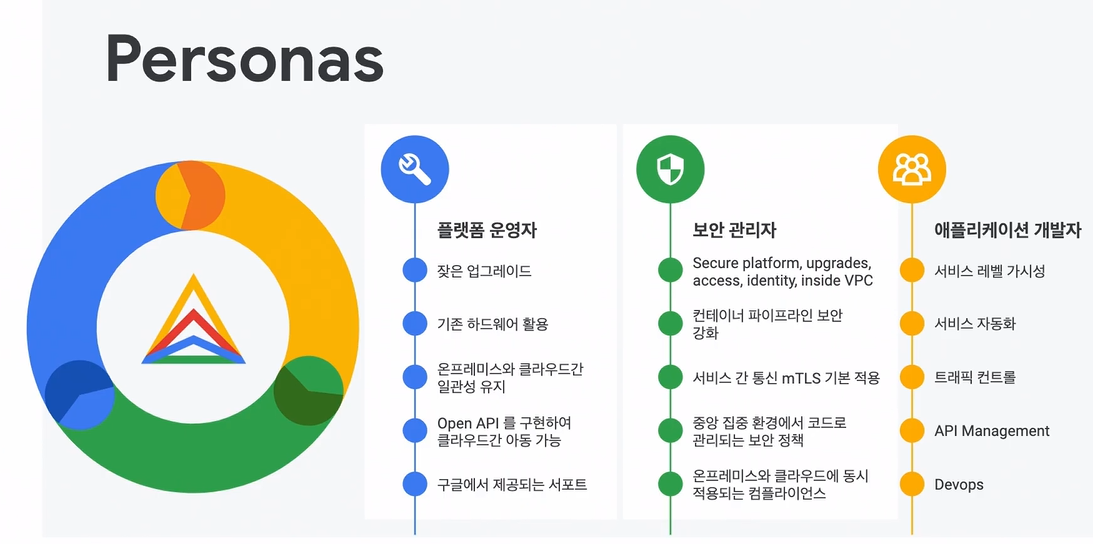 Personas
플랫폼 운영자
잦은 업그레이드
기존 하드웨어 활용
온프레미스와 클라우드간
일관성 유지
Open API 를 구현하여
클라우드간 아동 가능
구글에서 제공되는 서포트
보안 관리자
Secure platform, upgrades,
access, identity, inside VPC
컨테이너 파이프라인 보안
강화
서비스 간 통신 mTLS 기본 적용
중앙 집중 환경에서 코드로
관리되는 보안 정책
온프레미스와 클라우드에 동시
적용되는 컴플라이언스
애플리케이션 개발자
서비스 레벨 가시성
서비스 자동화
트래픽 컨트롤
API Management
Devops